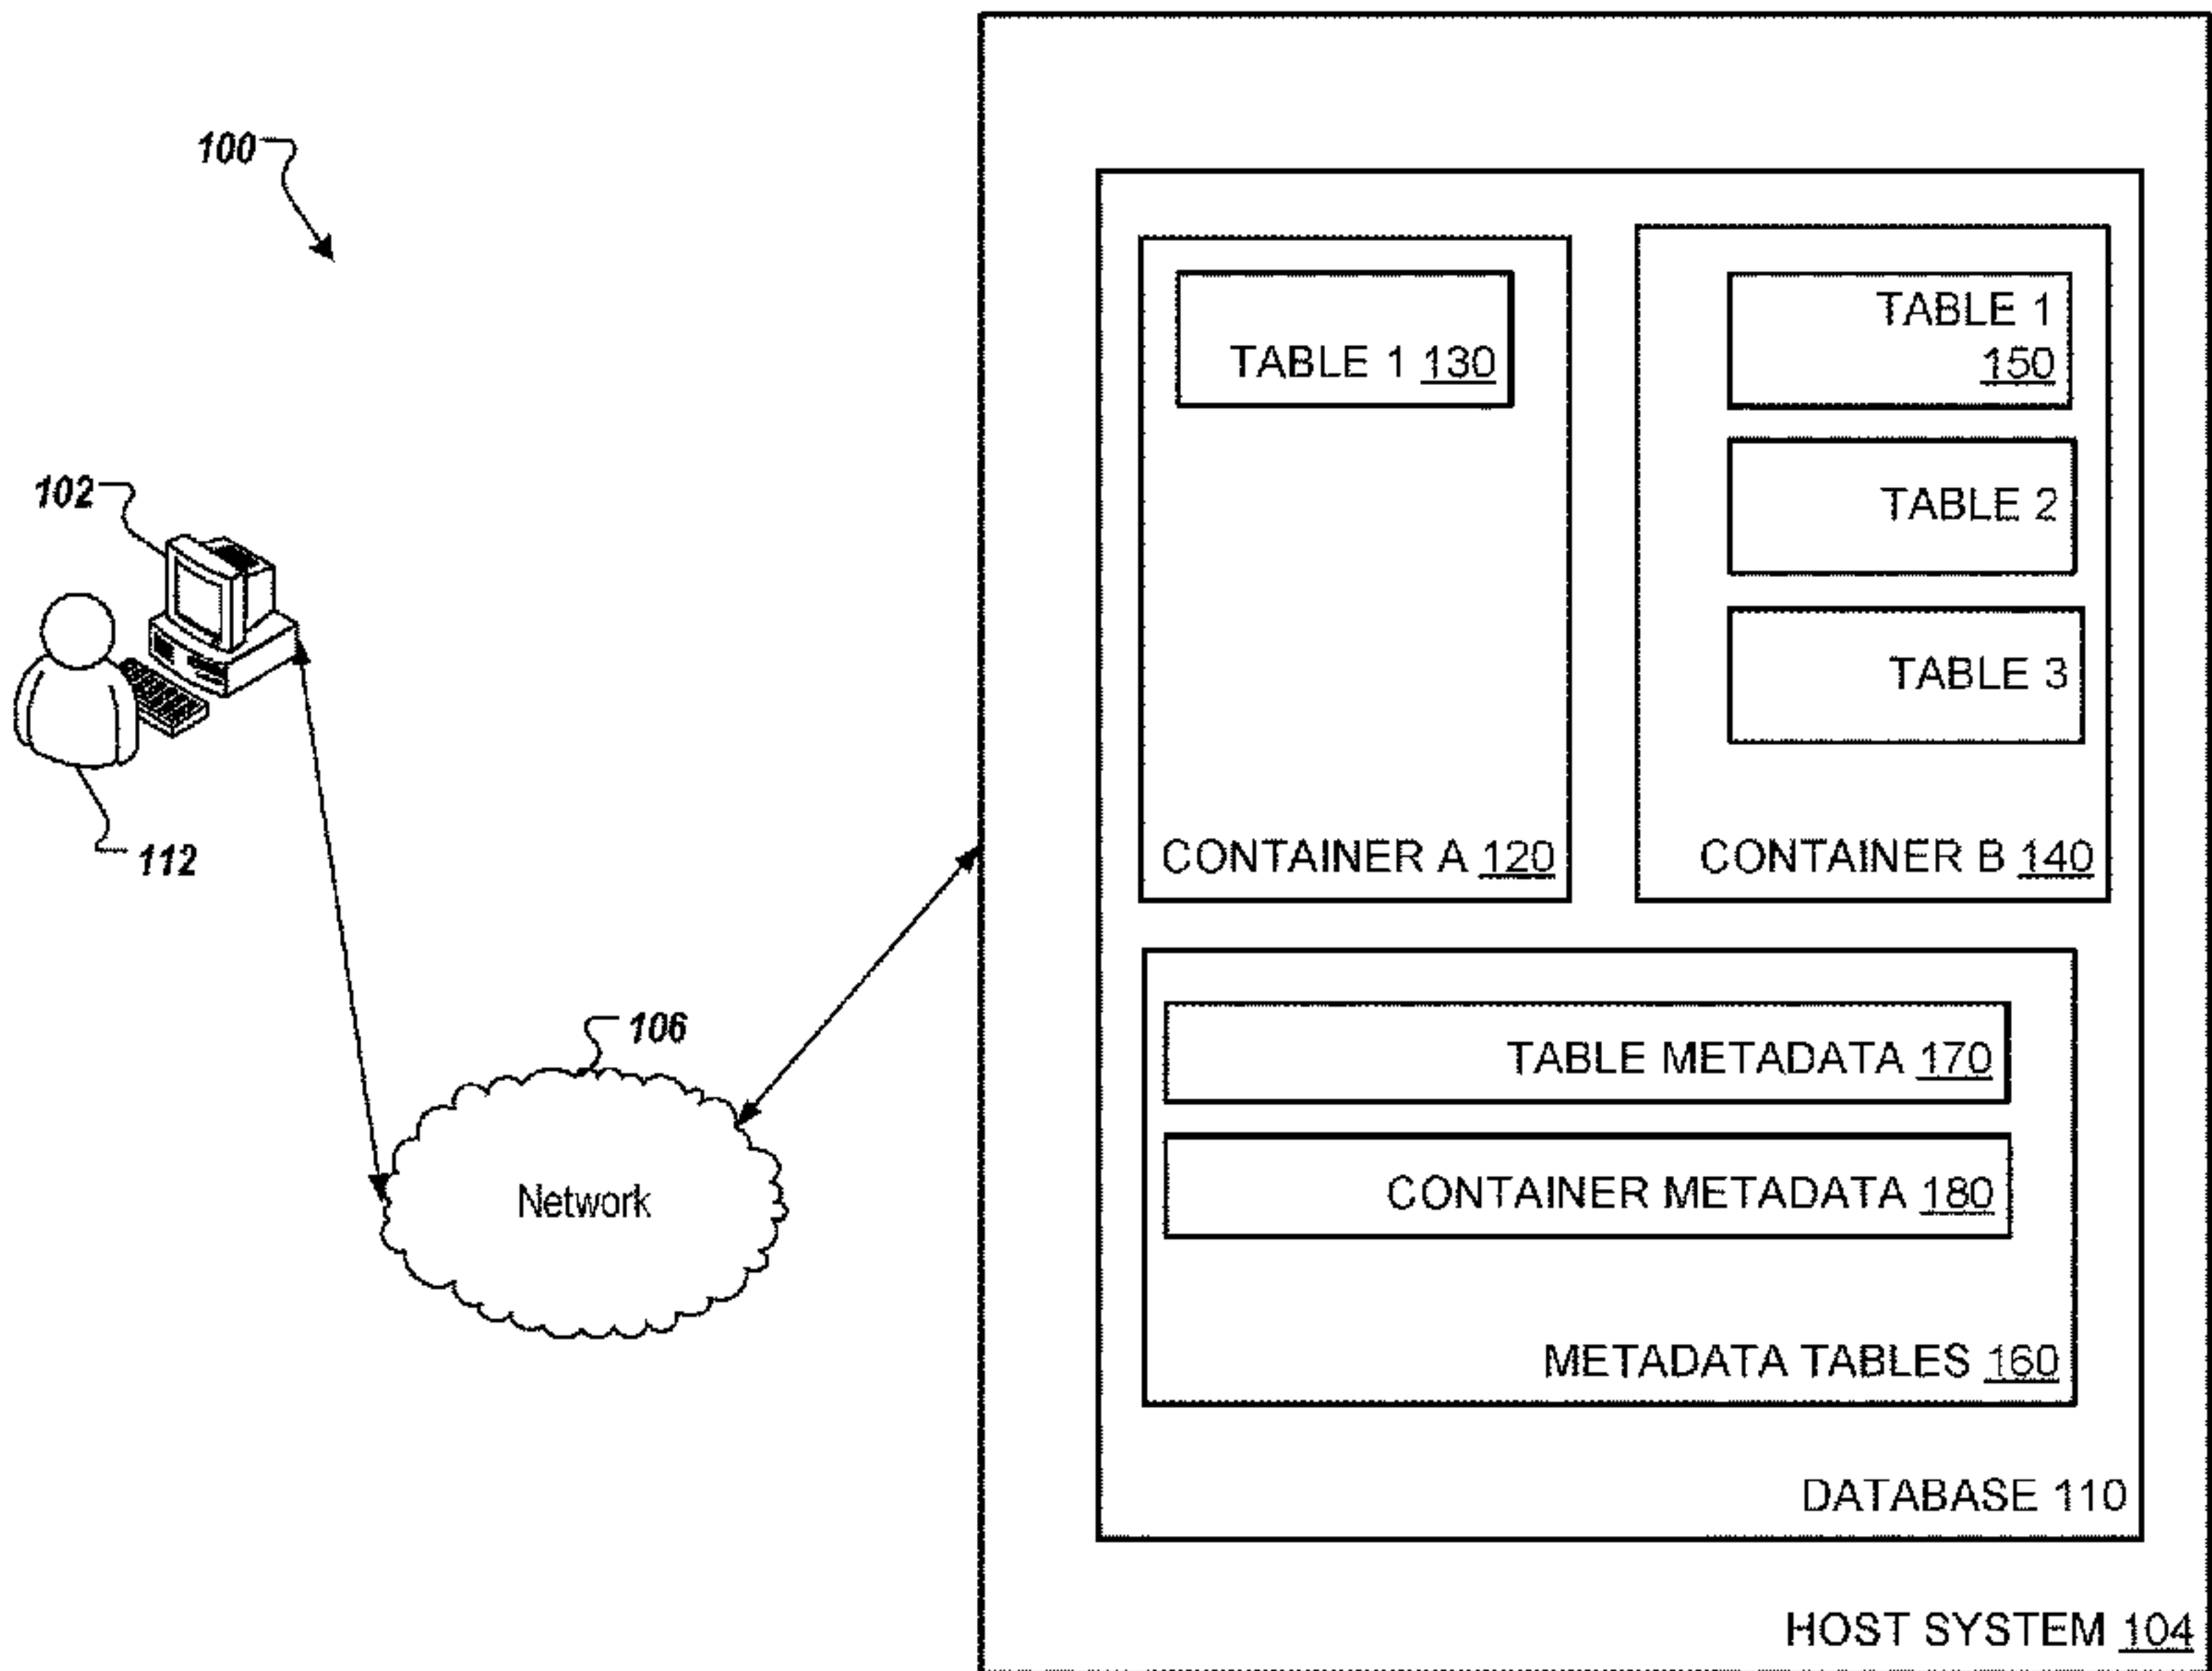 100
102
112
106
Network
TABLE 1 130
CONTAINER A 120
TABLE 1
150
TABLE 2
TABLE 3
CONTAINER B 140
TABLE METADATA 170
CONTAINER METADATA 180
METADATA TABLES 160
DATABASE 110
HOST SYSTEM 104